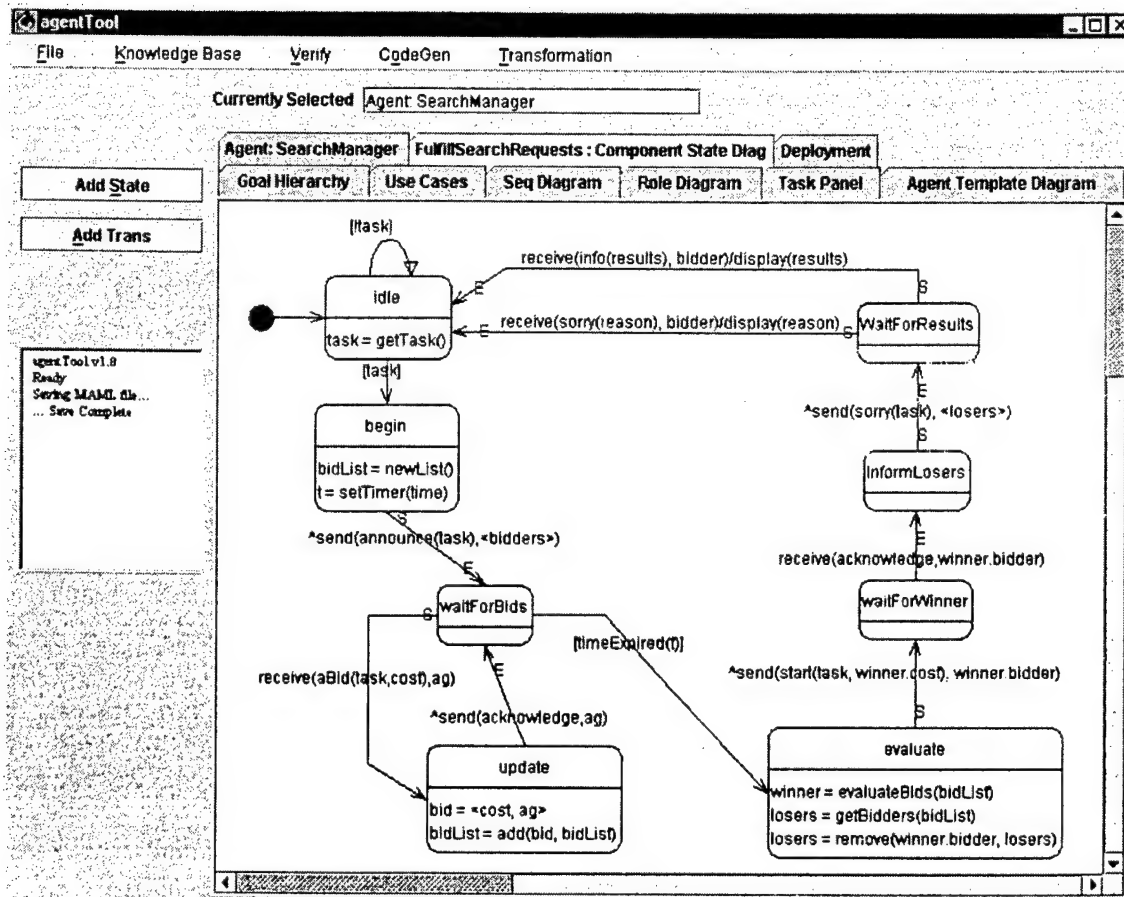 agentTool
File Knowledge Base Verify CodeGen Transformation
Currently Selected Agent: SearchManager
Agent: SearchManager FulfillSearchRequests : Component State Diag Deployment
Goal Hierarchy Use Cases Seq Diagram Role Diagram Task Panel Agent Template Diagram
Add State
Add Trans
agentTool v1.8
Ready
Saving MAML file...
... Save Complete
[!task]
receive(info(results), bidder)/display(results)
E
S
idle
task = getTask()
receive(sorry(reason), bidder)/display(reason)
E
S
WaitForResults
[task]
E
^send(sorry(task), <losers>)
S
begin
bidList = newList()
t = setTimer(time)
InformLosers
S
^send(announce(task),<bidders>)
E
E
receive(acknowledge,winner.bidder)
waitForBids
S
waitForWinner
[timeExpired(t)]
receive(aBid(task,cost),ag)
E
E
^send(start(task, winner.cost), winner.bidder)
S
^send(acknowledge,ag)
update
bid = <cost, ag>
bidList = add(bid, bidList)
evaluate
winner = evaluateBids(bidList)
losers = getBidders(bidList)
losers = remove(winner.bidder, losers)